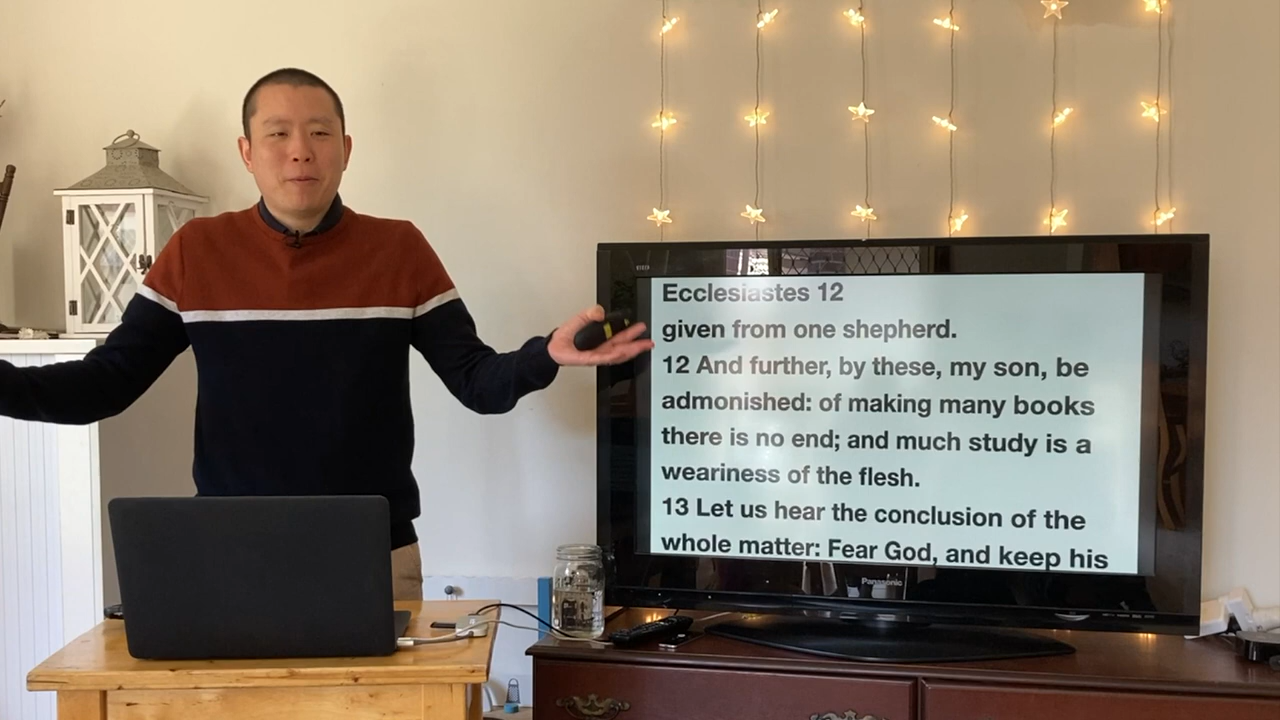 Ecclesiastes 12
given from one shepherd.
12 And further, by these, my son, be
admonished: of making many books
there is no end; and much study is a
weariness of the flesh.
13 Let us hear the conclusion of the
whole matter: Fear God, and keep his
Panasonic